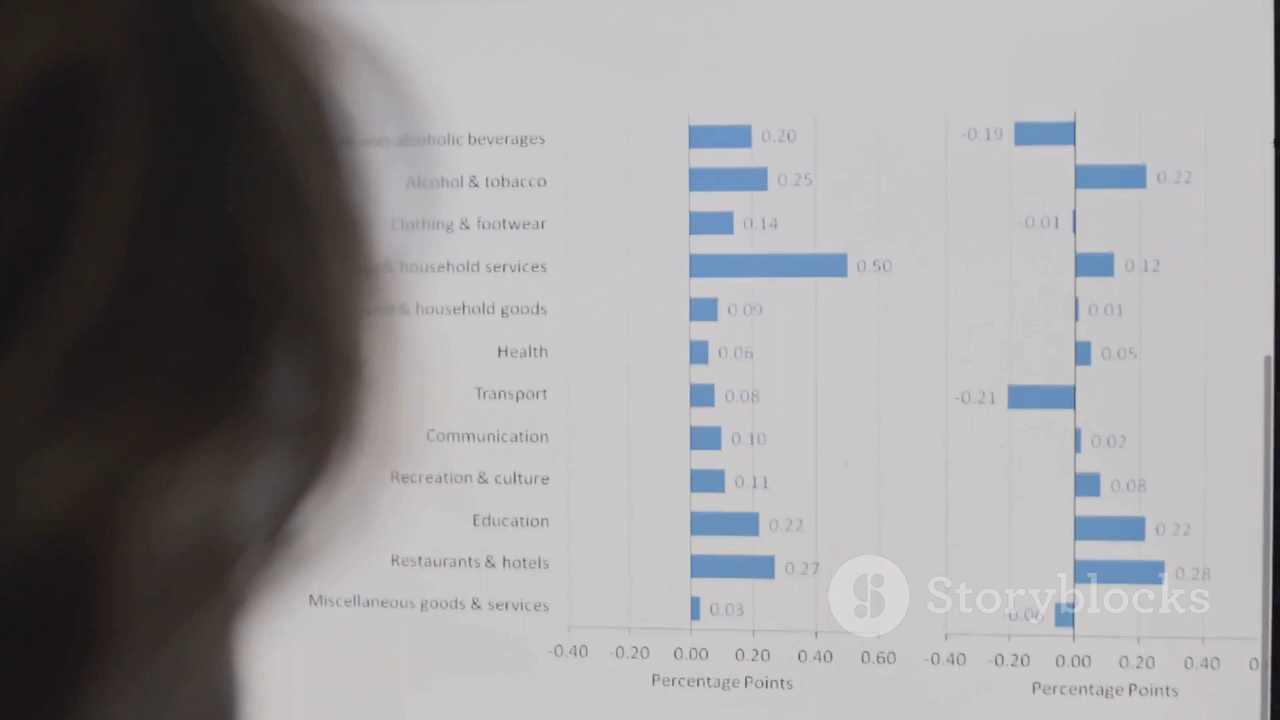 alcoholic beverages 0.20 -0.19
Alcohol & tobacco 0.25 0.22
Clothing & footwear 0.14 -0.01
& household services 0.50 0.12
& household goods 0.09 0.01
Health 0.06 0.05
Transport 0.08 -0.21
Communication 0.10 0.02
Recreation & culture 0.11 0.08
Education 0.22 0.22
Restaurants & hotels 0.27 0.28
Miscellaneous goods & services 0.03 -0.06
Storyblocks
-0.40 -0.20 0.00 0.20 0.40 0.60 -0.40 -0.20 0.00 0.20 0.40
Percentage Points Percentage Points